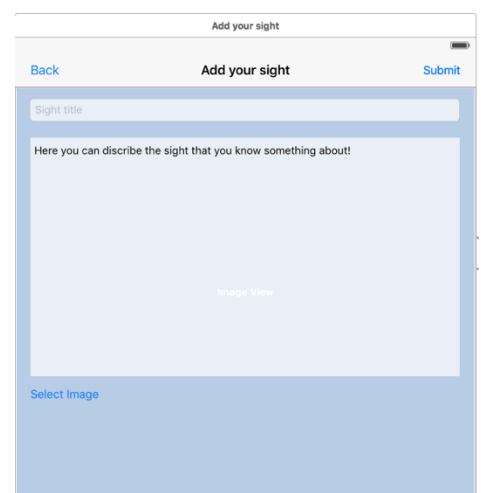 Add your sight
Back Add your sight Submit
Sight title
Here you can discribe the sight that you know something about!
Image View
Select Image